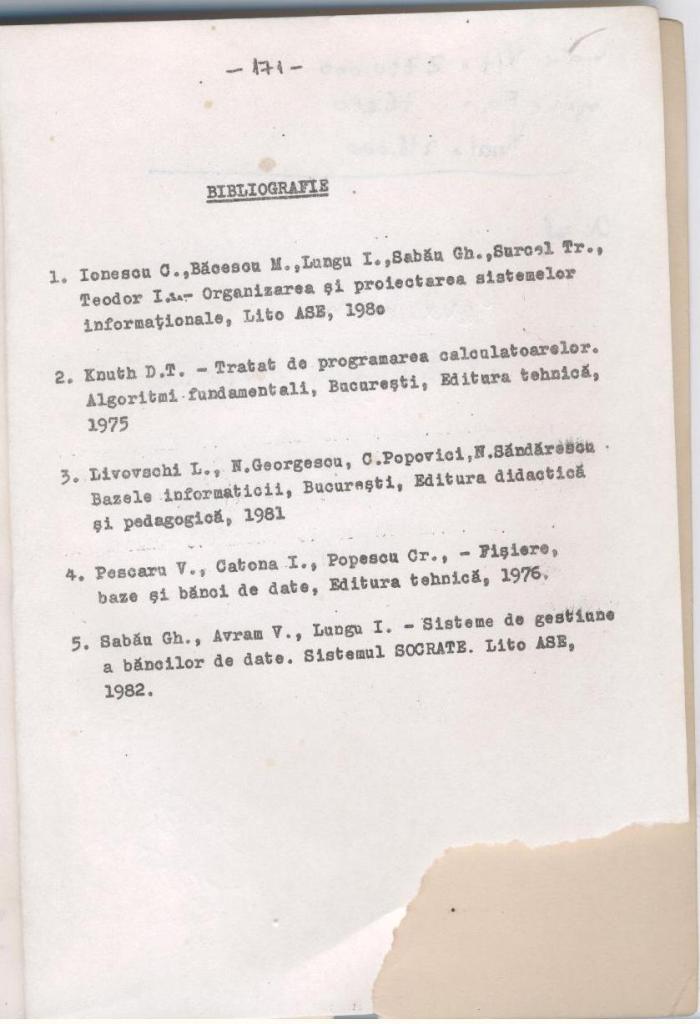 - 171 -
BIBLIOGRAFIE
1. Ionescu C.,Băcescu M.,Lungu I.,Sabău Gh.,Surcel Tr.,
Teodor I. - Organizarea şi proiectarea sistemelor
informaţionale, Lito ASE, 1980
2. Knuth D.T. - Tratat de programarea calculatoarelor.
Algoritmi fundamentali, Bucureşti, Editura tehnică,
1975
3. Livovschi L., N.Georgescu, C.Popovici,N.Săndărescu
Bazele informaticii, Bucureşti, Editura didactică
şi pedagogică, 1981
4. Pescaru V., Catona I., Popescu Cr., - Fişiere,
baze şi bănci de date, Editura tehnică, 1976.
5. Sabău Gh., Avram V., Lungu I. - Sisteme de gestiune
a băncilor de date. Sistemul SOCRATE. Lito ASE,
1982.